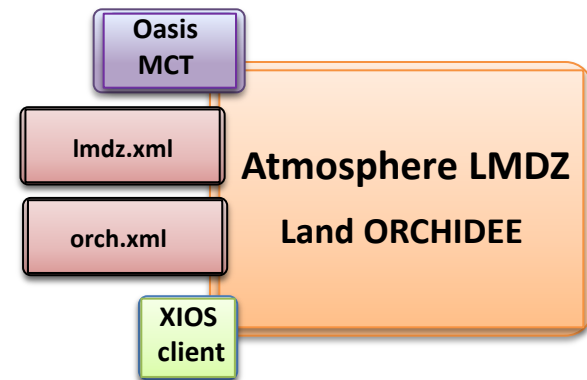 Oasis
MCT
lmdz.xml
orch.xml
XIOS
client
Atmosphere LMDZ
Land ORCHIDEE